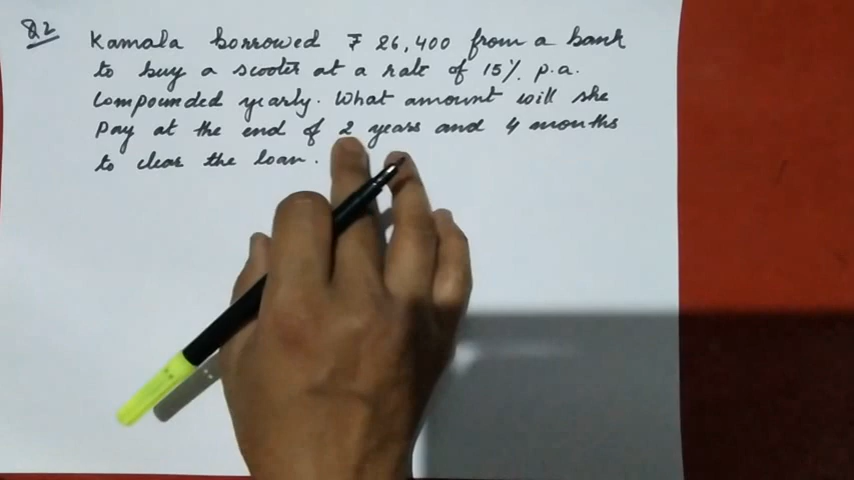 Q2
Kamala borrowed ₹ 26,400 from a bank
to buy a scooter at a rate of 15% p.a.
Compounded yearly. What amount will she
Pay at the end of 2 years and 4 months
to clear the loan.